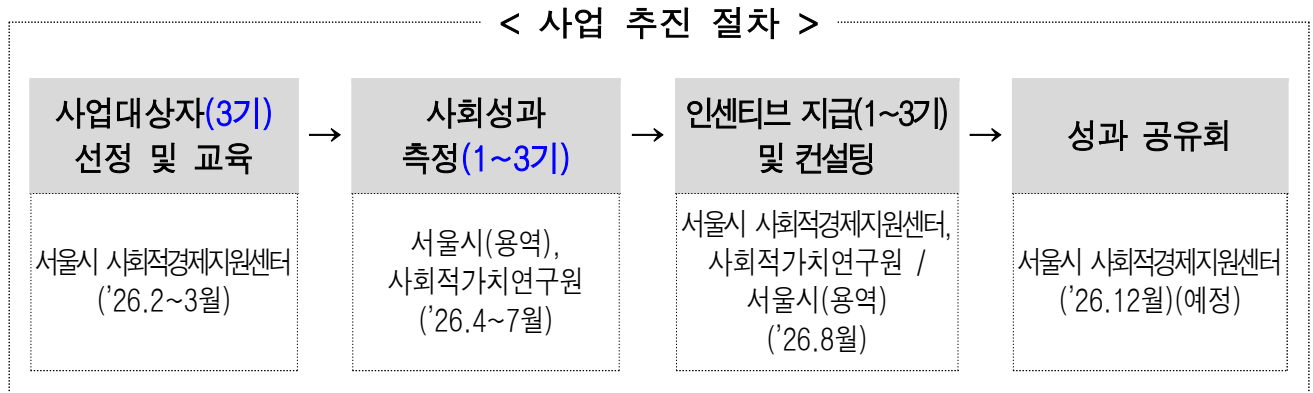 < 사업 추진 절차 >
사업대상자(3기)
선정 및 교육
→
사회성과
측정(1~3기)
→
인센티브 지급(1~3기)
및 컨설팅
→
성과 공유회
서울시 사회적경제지원센터
('26.2~3월)
서울시(용역),
사회적가치연구원
('26.4~7월)
서울시 사회적경제지원센터,
사회적가치연구원 /
서울시(용역)
('26.8월)
서울시 사회적경제지원센터
('26.12월)(예정)